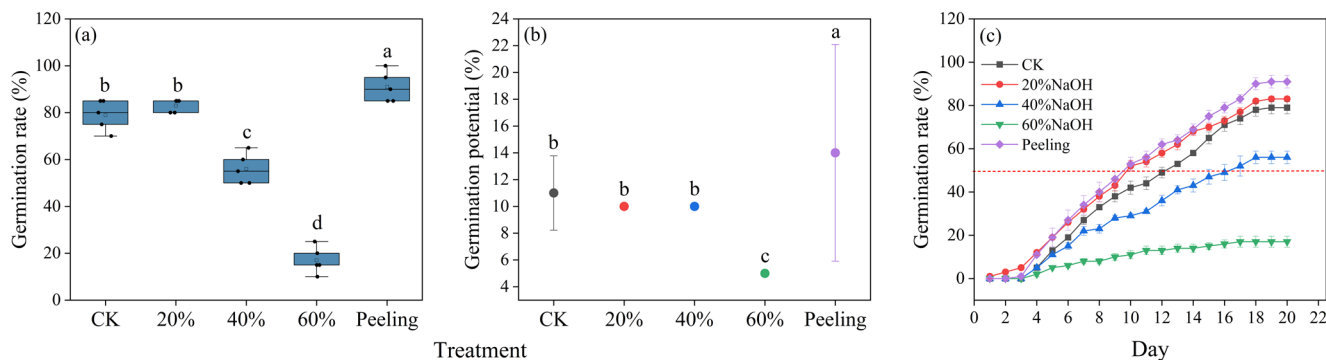 (a)
Germination rate (%)
120
100
80
60
40
20
0
b
b
c
d
a
CK
20%
40%
60%
Peeling
(b)
Germination potential (%)
24
22
20
18
16
14
12
10
8
6
4
b
b
b
c
a
CK
20%
40%
60%
Peeling
Treatment
(c)
Germination rate (%)
120
100
80
60
40
20
0
CK
20%NaOH
40%NaOH
60%NaOH
Peeling
0 2 4 6 8 10 12 14 16 18 20 22
Day